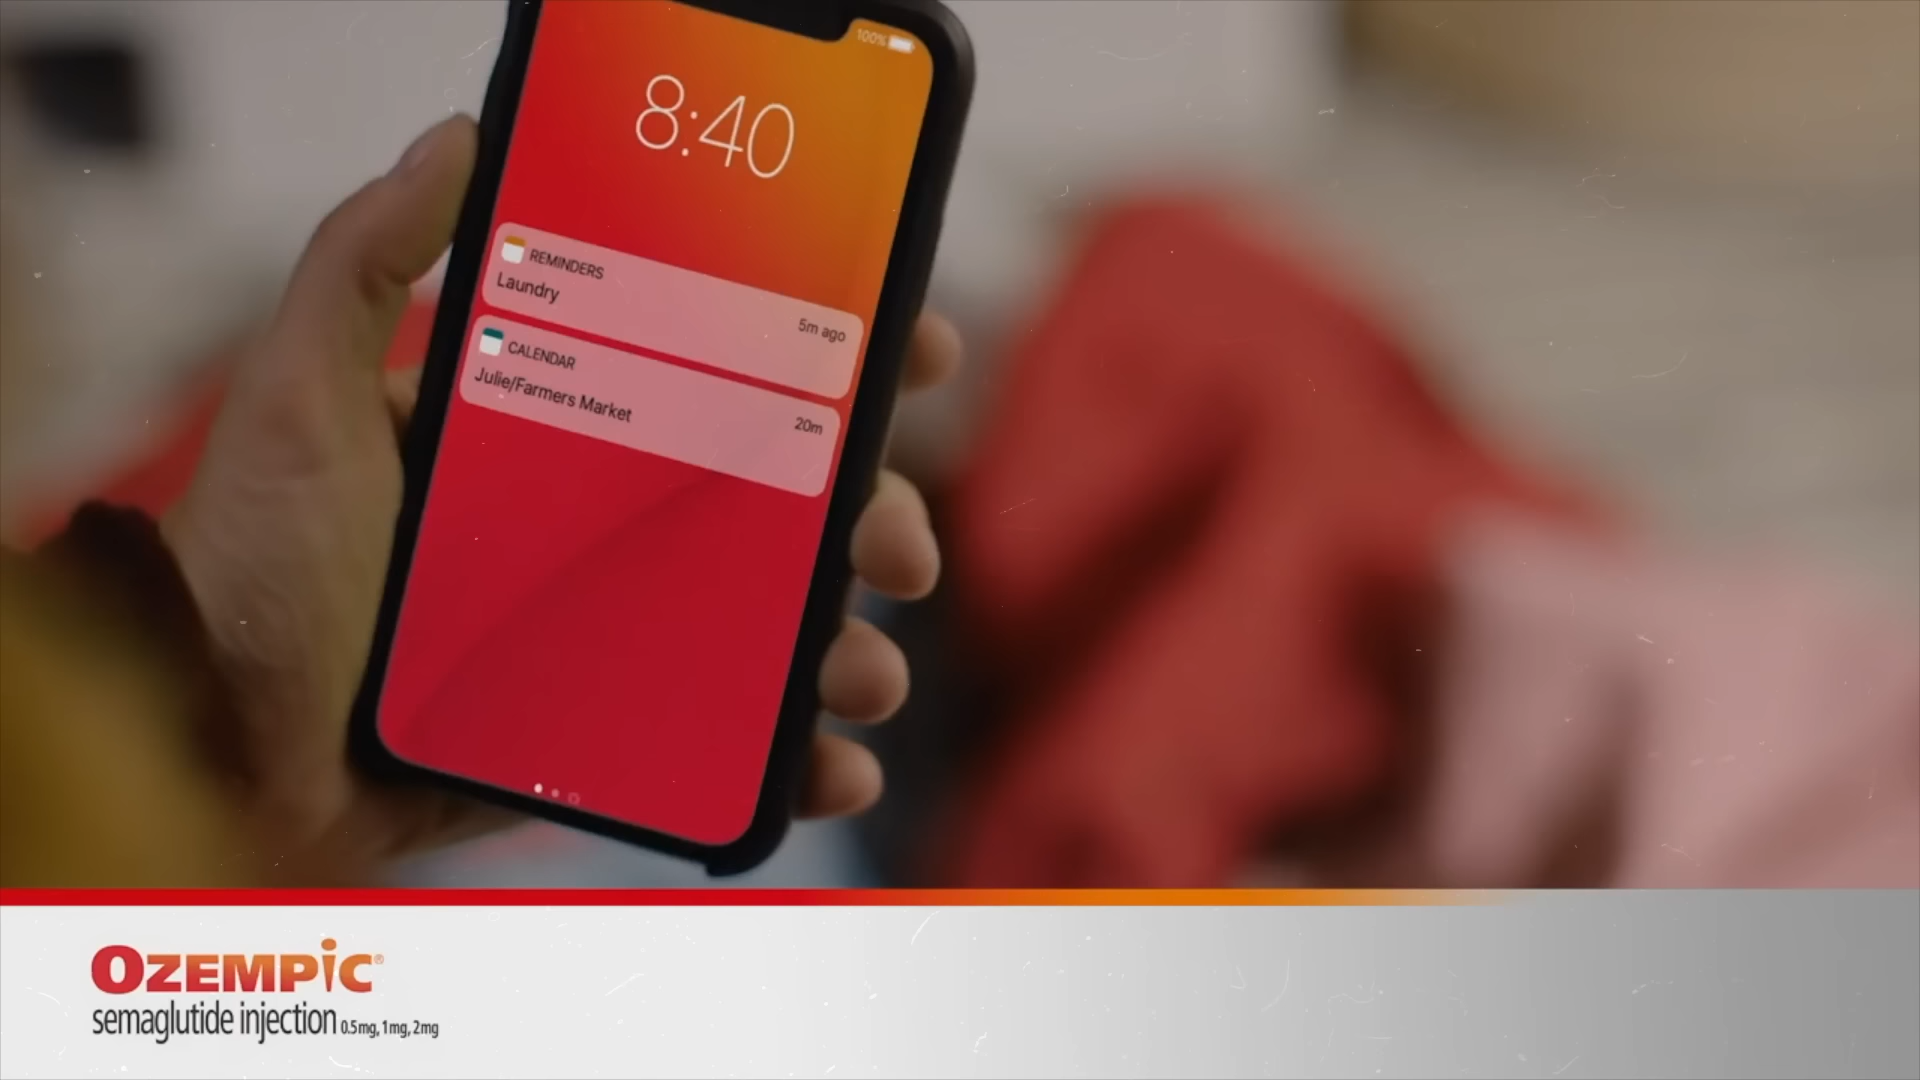 100%
8:40
REMINDERS
Laundry
5m ago
CALENDAR
Julie/Farmers Market
20m
OZEMPIC®
semaglutide injection 0.5mg, 1mg, 2mg